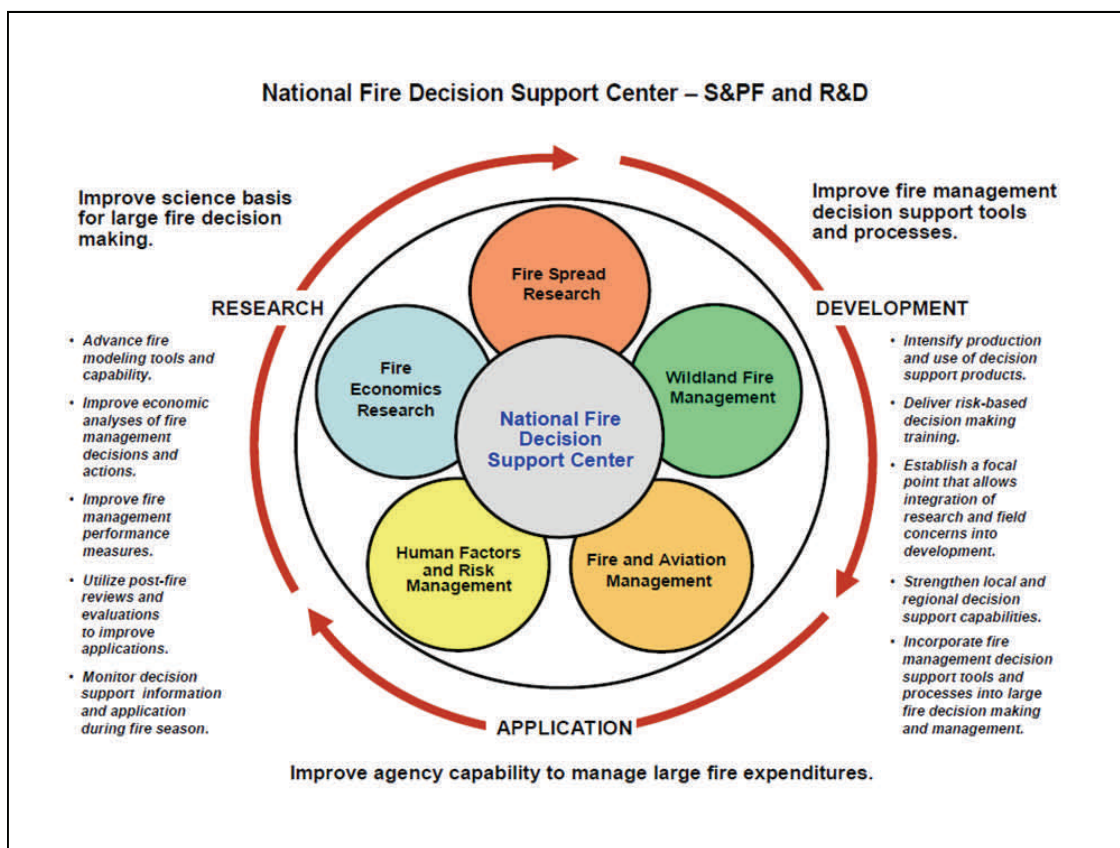 National Fire Decision Support Center – S&PF and R&D
Improve science basis
for large fire decision
making.
Improve fire management
decision support tools
and processes.
RESEARCH
• Advance fire
modeling tools and
capability.
• Improve economic
analyses of fire
management
decisions and
actions.
• Improve fire
management
performance
measures.
• Utilize post-fire
reviews and
evaluations
to improve
applications.
• Monitor decision
support information
and application
during fire season.
Fire Spread
Research
Fire
Economics
Research
Wildland Fire
Management
National Fire
Decision
Support Center
Human Factors
and Risk
Management
Fire and Aviation
Management
DEVELOPMENT
• Intensify production
and use of decision
support products.
• Deliver risk-based
decision making
training.
• Establish a focal
point that allows
integration of
research and field
concerns into
development.
• Strengthen local and
regional decision
support capabilities.
• Incorporate fire
management decision
support tools and
processes into large
fire decision making
and management.
APPLICATION
Improve agency capability to manage large fire expenditures.